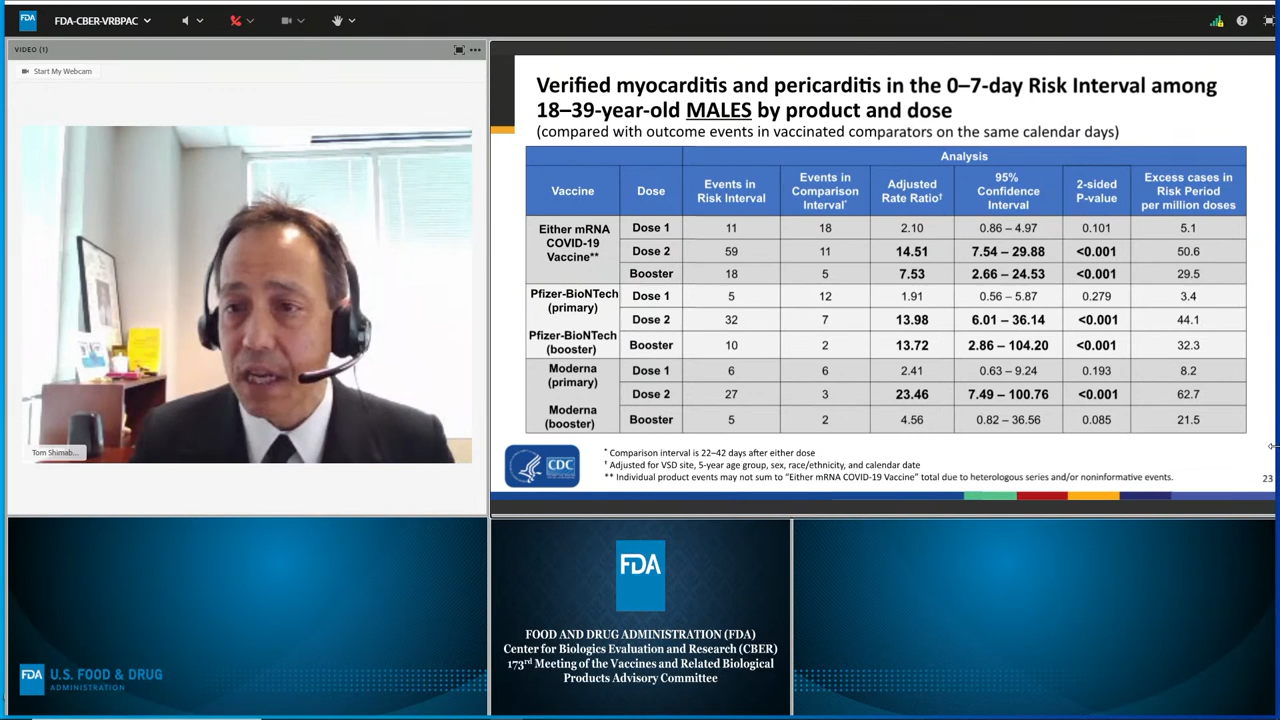 FDA
FDA-CBER-VRBPAC
VIDEO (1)
Start My Webcam
Tom Shimab...
Verified myocarditis and pericarditis in the 0–7-day Risk Interval among
18–39-year-old MALES by product and dose
(compared with outcome events in vaccinated comparators on the same calendar days)
Analysis
Vaccine Dose Events in Risk Interval Events in Comparison Interval* Adjusted Rate Ratio† 95% Confidence Interval 2-sided P-value Excess cases in Risk Period per million doses
Either mRNA COVID-19 Vaccine** Dose 1 11 18 2.10 0.86 – 4.97 0.101 5.1
Dose 2 59 11 14.51 7.54 – 29.88 <0.001 50.6
Booster 18 5 7.53 2.66 – 24.53 <0.001 29.5
Pfizer-BioNTech (primary) Dose 1 5 12 1.91 0.56 – 5.87 0.279 3.4
Dose 2 32 7 13.98 6.01 – 36.14 <0.001 44.1
Pfizer-BioNTech (booster) Booster 10 2 13.72 2.86 – 104.20 <0.001 32.3
Moderna (primary) Dose 1 6 6 2.41 0.63 – 9.24 0.193 8.2
Dose 2 27 3 23.46 7.49 – 100.76 <0.001 62.7
Moderna (booster) Booster 5 2 4.56 0.82 – 36.56 0.085 21.5
CDC
* Comparison interval is 22–42 days after either dose
† Adjusted for VSD site, 5-year age group, sex, race/ethnicity, and calendar date
** Individual product events may not sum to “Either mRNA COVID-19 Vaccine” total due to heterologous series and/or noninformative events.
23
FDA
FOOD AND DRUG ADMINISTRATION (FDA)
Center for Biologics Evaluation and Research (CBER)
173rd Meeting of the Vaccines and Related Biological
Products Advisory Committee
FDA U.S. FOOD & DRUG
ADMINISTRATION